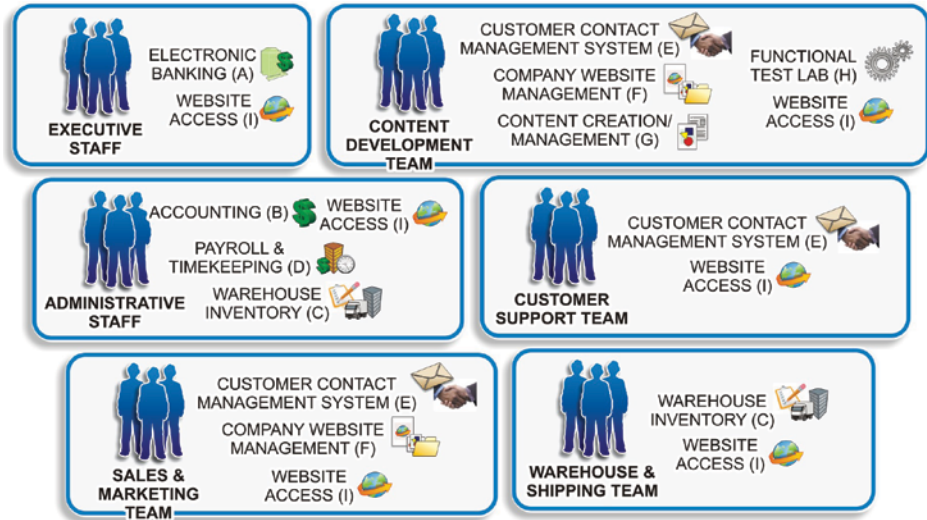 ELECTRONIC
BANKING (A)
WEBSITE
ACCESS (I)
EXECUTIVE
STAFF
CUSTOMER CONTACT
MANAGEMENT SYSTEM (E)
COMPANY WEBSITE
MANAGEMENT (F)
CONTENT CREATION/
MANAGEMENT (G)
FUNCTIONAL
TEST LAB (H)
WEBSITE
ACCESS (I)
CONTENT
DEVELOPMENT
TEAM
ACCOUNTING (B)
WEBSITE
ACCESS (I)
PAYROLL &
TIMEKEEPING (D)
WAREHOUSE
INVENTORY (C)
ADMINISTRATIVE
STAFF
CUSTOMER CONTACT
MANAGEMENT SYSTEM (E)
WEBSITE
ACCESS (I)
CUSTOMER
SUPPORT TEAM
CUSTOMER CONTACT
MANAGEMENT SYSTEM (E)
COMPANY WEBSITE
MANAGEMENT (F)
WEBSITE
ACCESS (I)
SALES &
MARKETING
TEAM
WAREHOUSE
INVENTORY (C)
WEBSITE
ACCESS (I)
WAREHOUSE &
SHIPPING TEAM